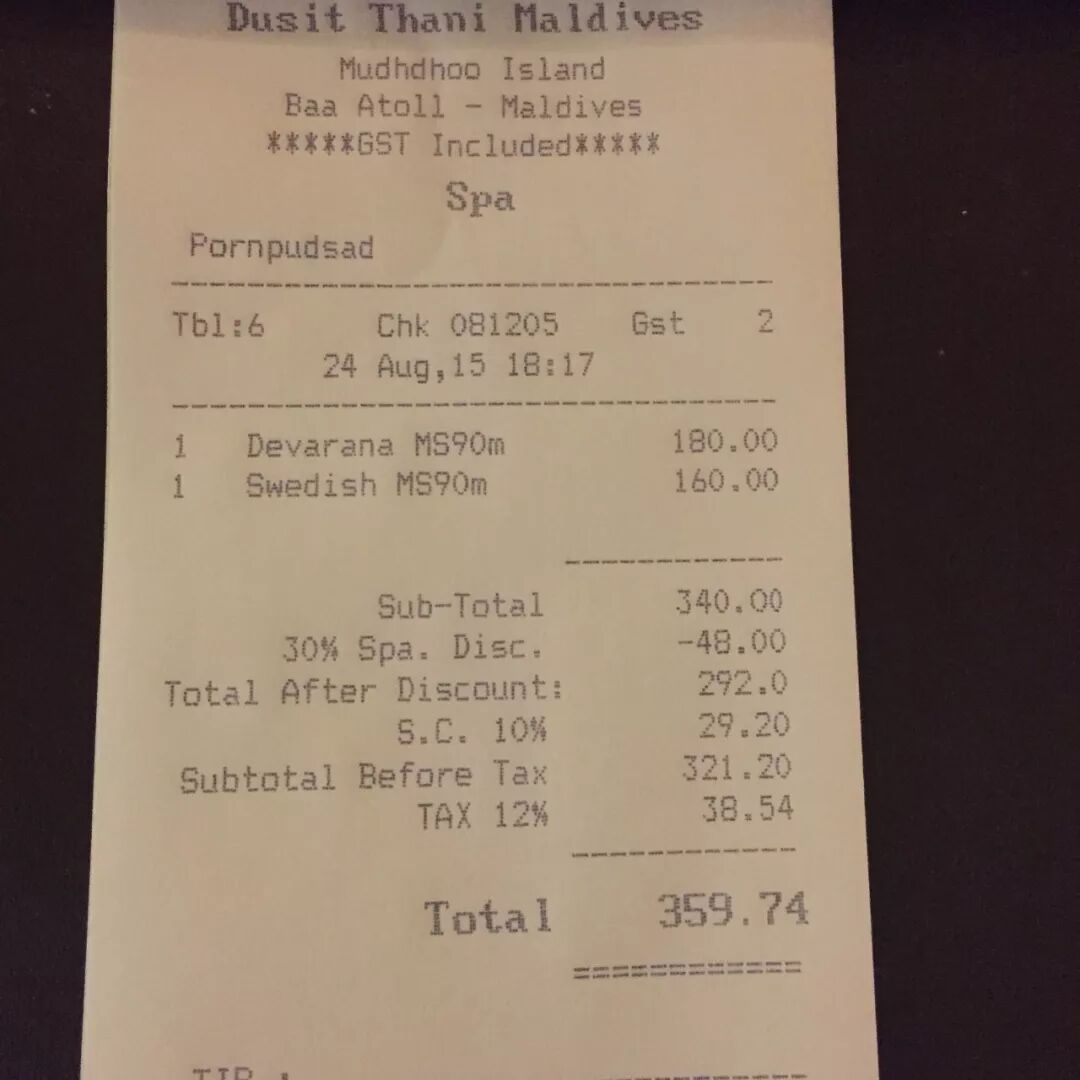 Dusit Thani Maldives
Mudhdhoo Island
Baa Atoll - Maldives
*****GST Included*****
Spa
Pornpudsad
Tbl:6 Chk 081205 Gst 2
24 Aug,15 18:17
1 Devarana MS90m 180.00
1 Swedish MS90m 160.00
Sub-Total 340.00
30% Spa. Disc. -48.00
Total After Discount: 292.0
S.C. 10% 29.20
Subtotal Before Tax 321.20
TAX 12% 38.54
Total 359.74
TIP :